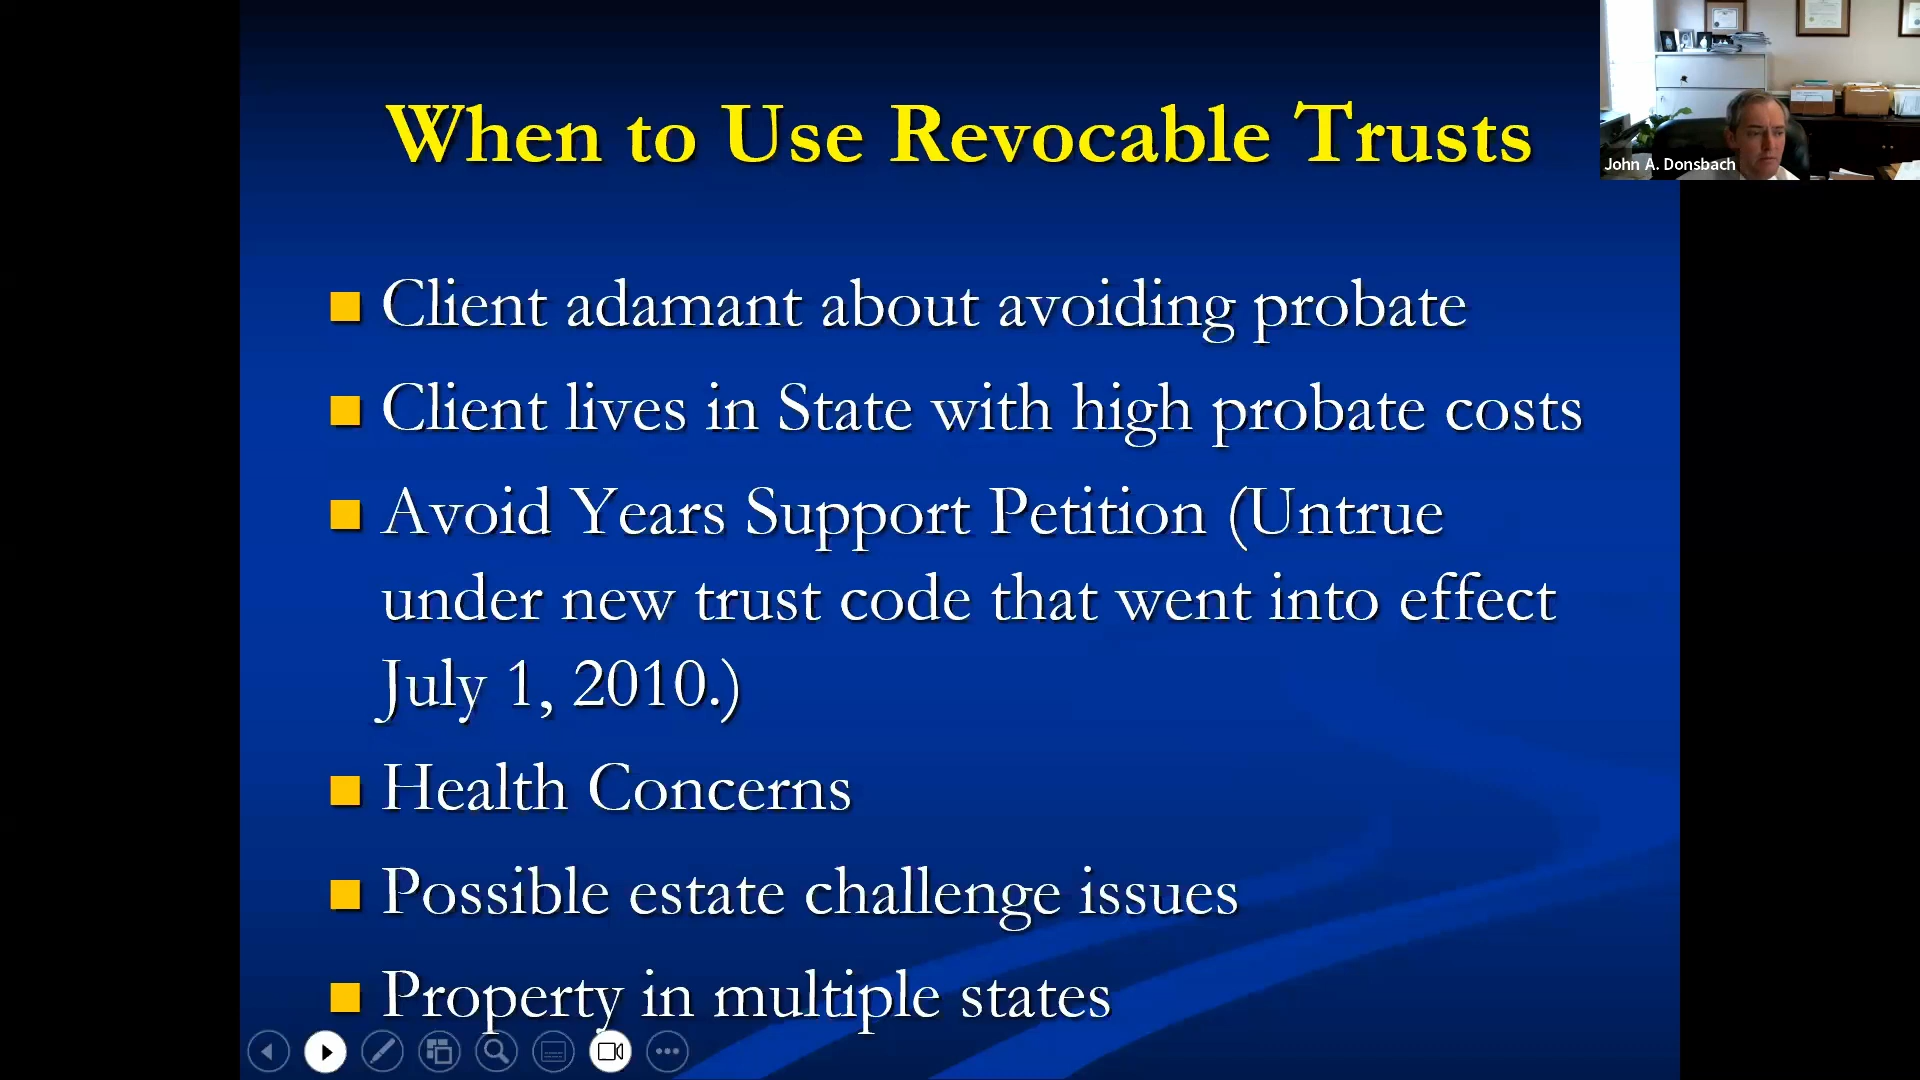 When to Use Revocable Trusts
John A. Donsbach
Client adamant about avoiding probate
Client lives in State with high probate costs
Avoid Years Support Petition (Untrue
under new trust code that went into effect
July 1, 2010.)
Health Concerns
Possible estate challenge issues
Property in multiple states